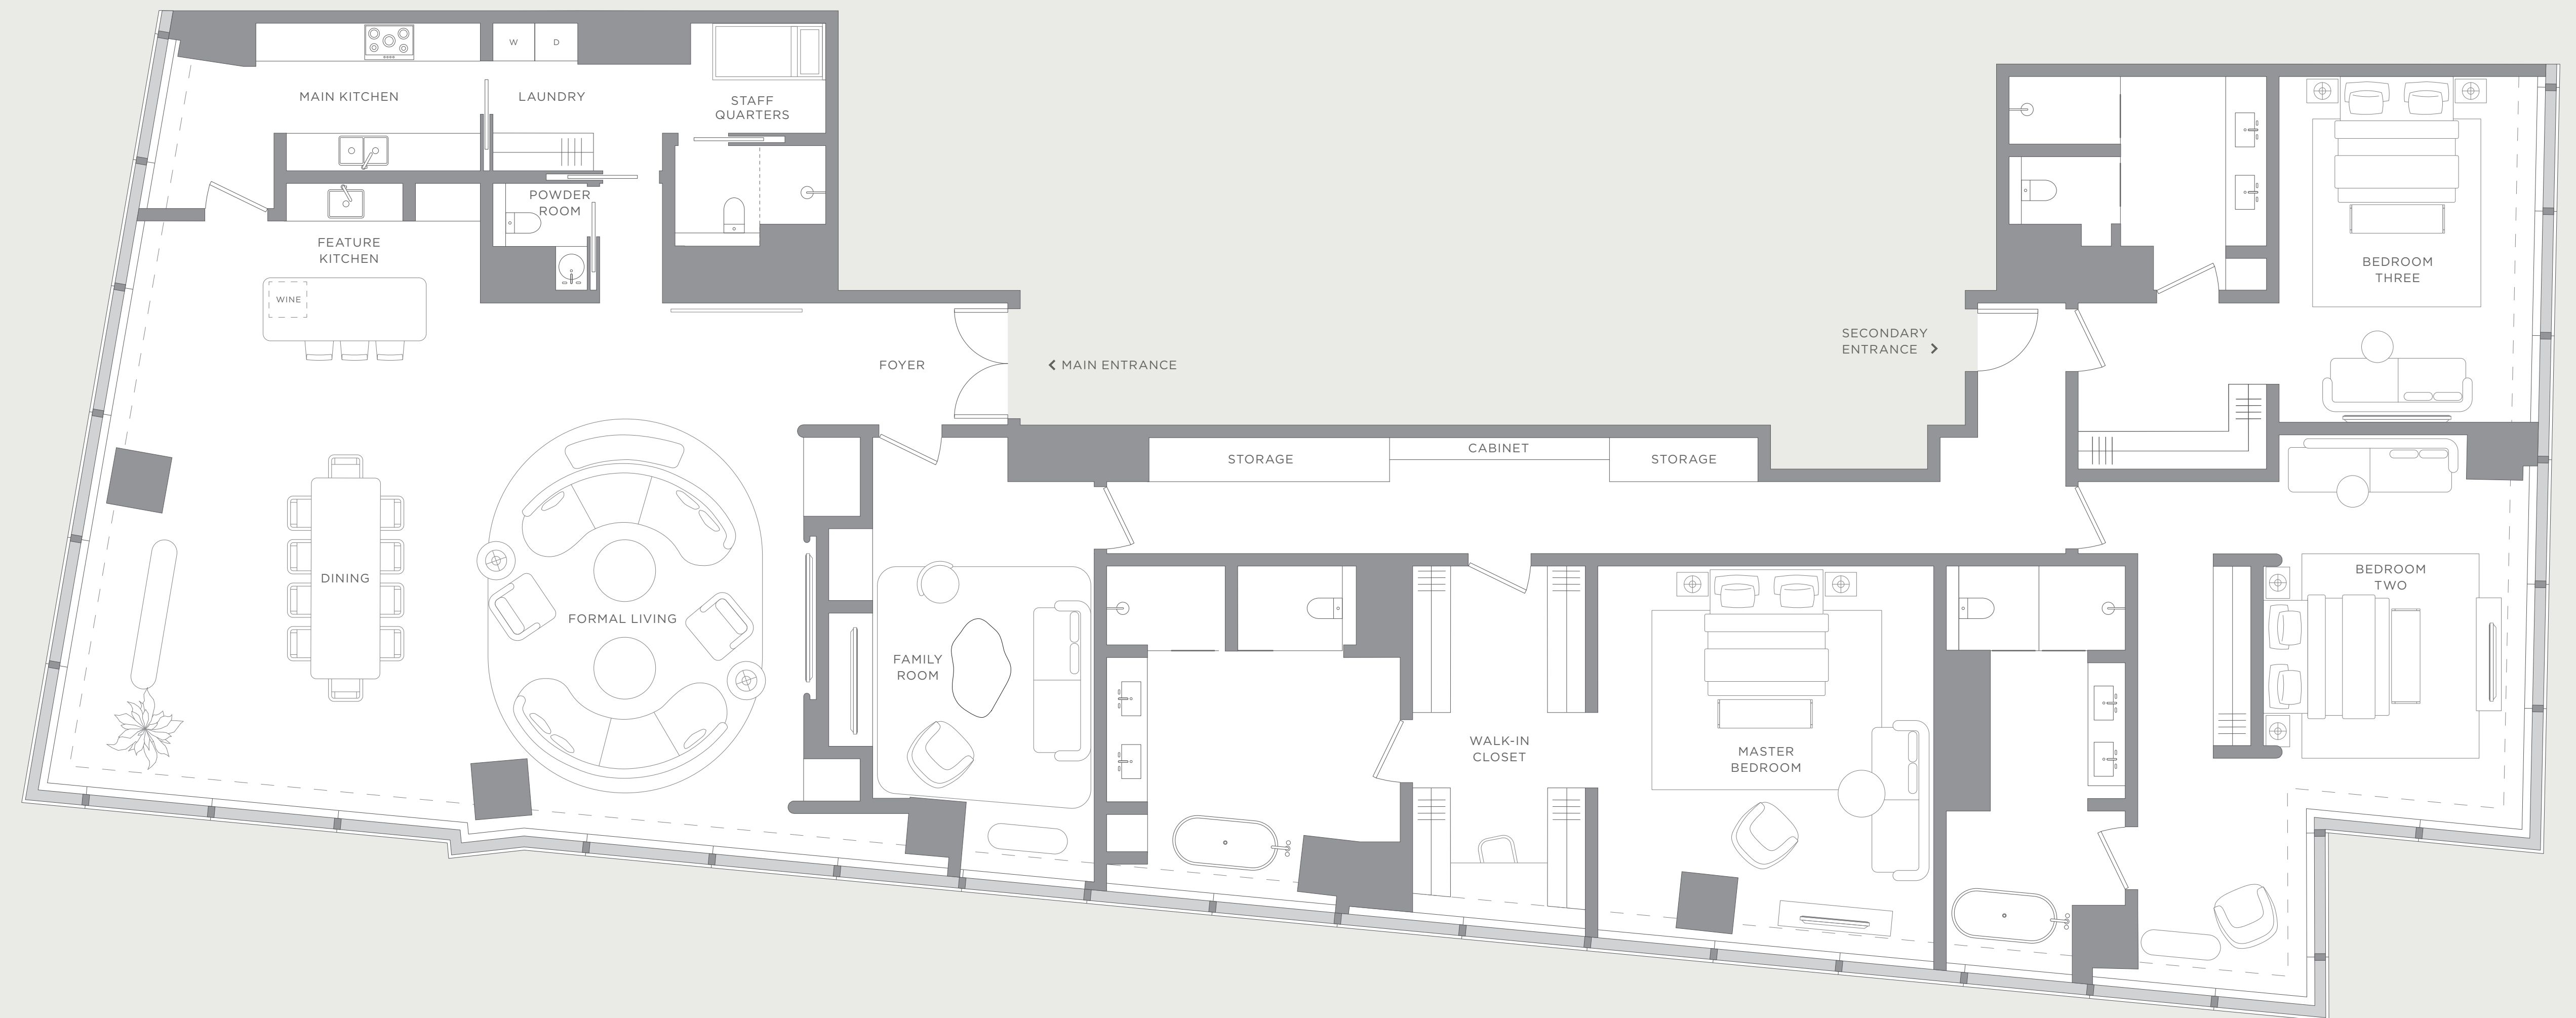 W
D
MAIN KITCHEN
LAUNDRY
STAFF
QUARTERS
POWDER
ROOM
FEATURE
KITCHEN
WINE
FOYER
MAIN ENTRANCE
SECONDARY
ENTRANCE
BEDROOM
THREE
STORAGE
CABINET
STORAGE
DINING
FORMAL LIVING
FAMILY
ROOM
WALK-IN
CLOSET
MASTER
BEDROOM
BEDROOM
TWO